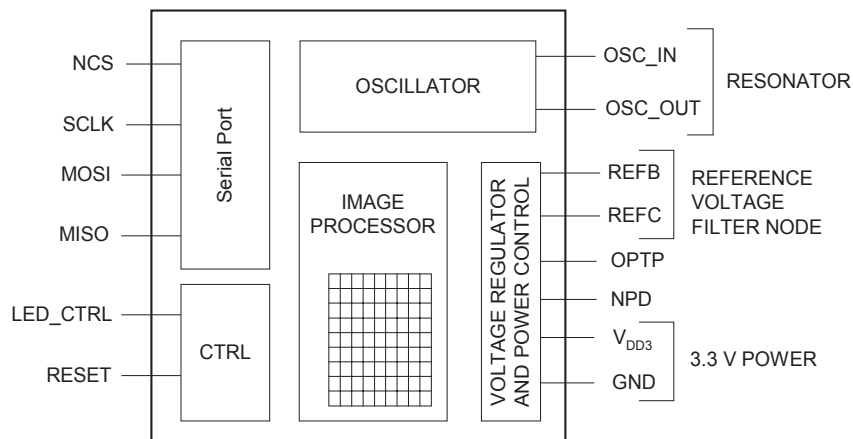 NCS
SCLK
MOSI
MISO
LED_CTRL
RESET
Serial Port
CTRL
OSCILLATOR
IMAGE
PROCESSOR
VOLTAGE REGULATOR
AND POWER CONTROL
OSC_IN
OSC_OUT
RESONATOR
REFB
REFC
REFERENCE
VOLTAGE
FILTER NODE
OPTP
NPD
VDD3
GND
3.3 V POWER